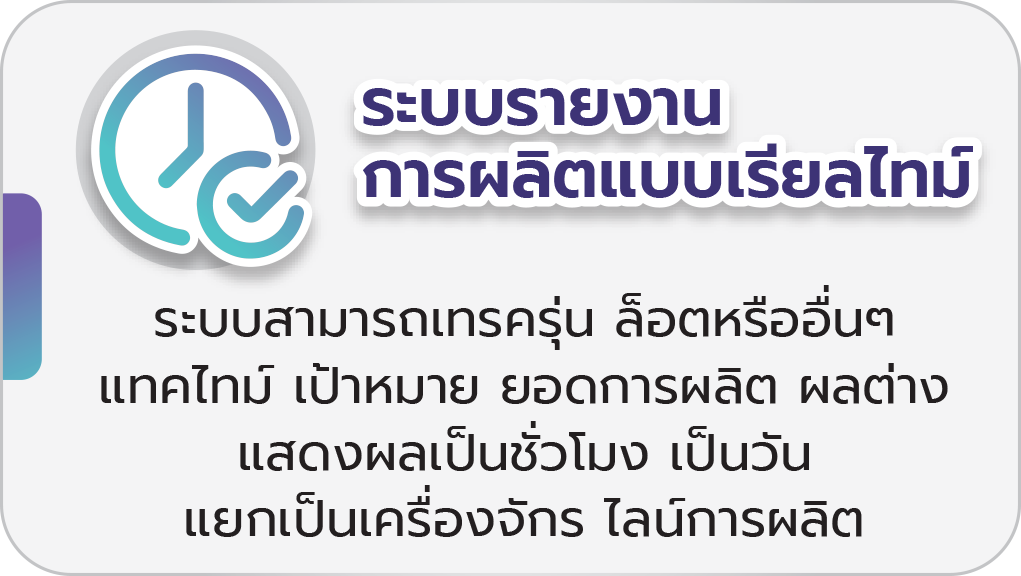 ระบบรายงาน
การผลิตแบบเรียลไทม์
ระบบสามารถเทรครุ่น ล็อตหรืออื่นๆ
แทคไทม์ เป้าหมาย ยอดการผลิต ผลต่าง
แสดงผลเป็นชั่วโมง เป็นวัน
แยกเป็นเครื่องจักร ไลน์การผลิต